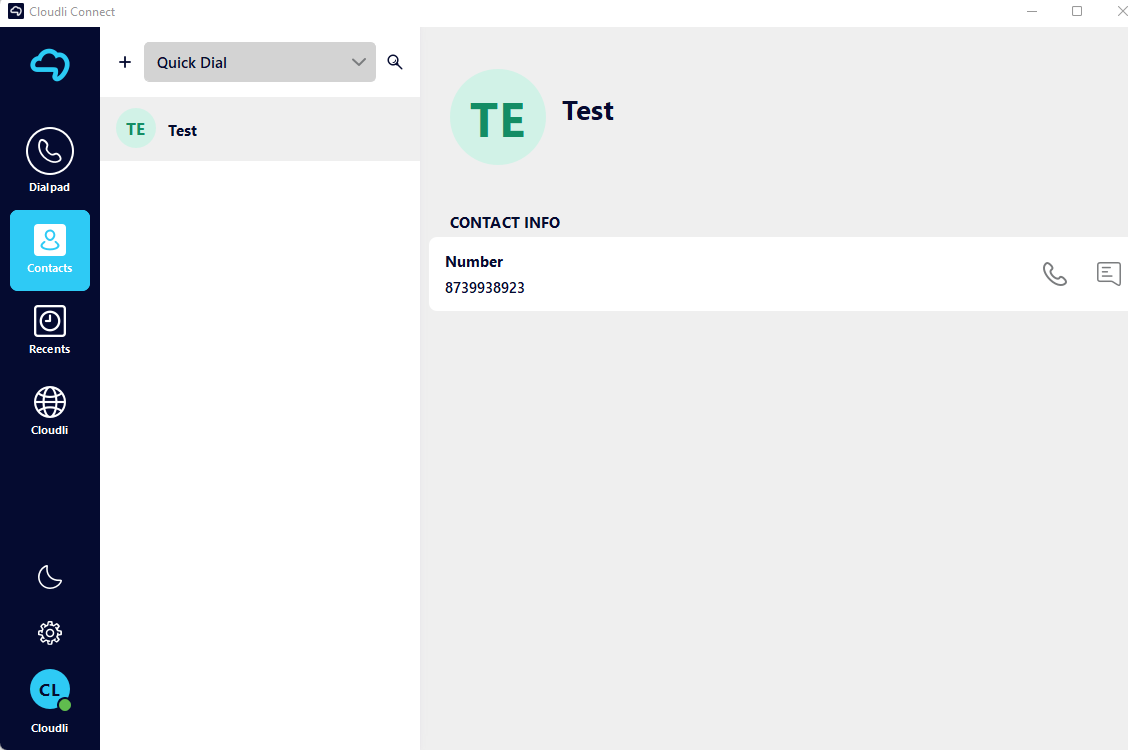 Cloudli Connect
Dialpad
Contacts
Recents
Cloudli
CL
Cloudli
Quick Dial
TE
Test
TE
Test
CONTACT INFO
Number
8739938923